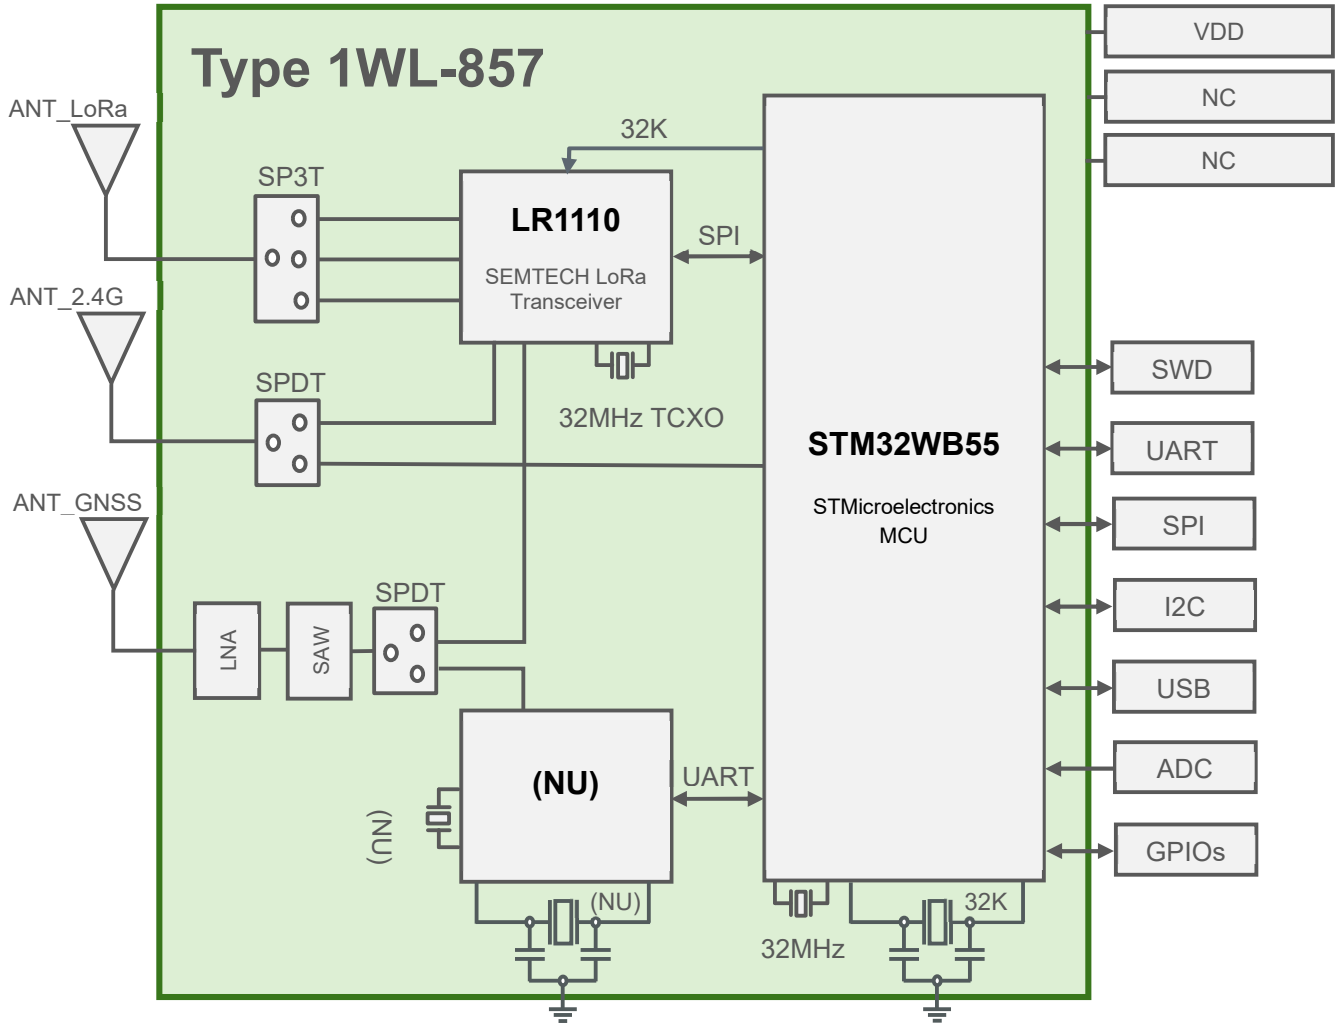 Type 1WL-857
VDD
NC
NC
ANT_LoRa
32K
SP3T
LR1110
SEMTECH LoRa
Transceiver
SPI
ANT_2.4G
SPDT
32MHz TCXO
STM32WB55
STMicroelectronics
MCU
SWD
UART
SPI
I2C
USB
ADC
GPIOs
ANT_GNSS
LNA
SAW
SPDT
(NU)
UART
(NU)
(NU)
32MHz
32K